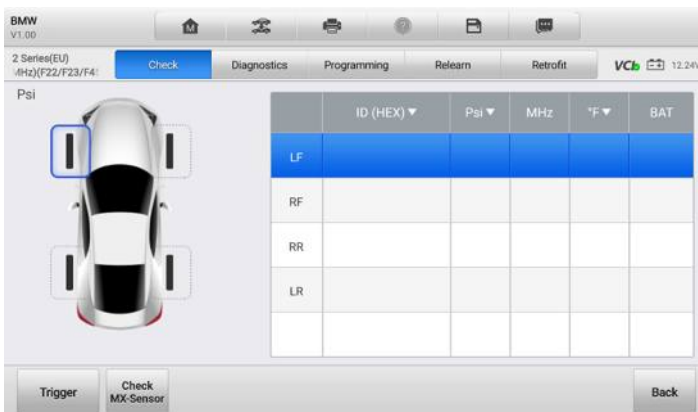 BMW
V1.00
2 Series(EU)
MHz)(F22/F23/F4
Check
Diagnostics
Programming
Relearn
Retrofit
VCI
12.24V
Psi
ID (HEX) ▼
Psi ▼
MHz
°F ▼
BAT
LF
RF
RR
LR
Trigger
Check
MX-Sensor
Back